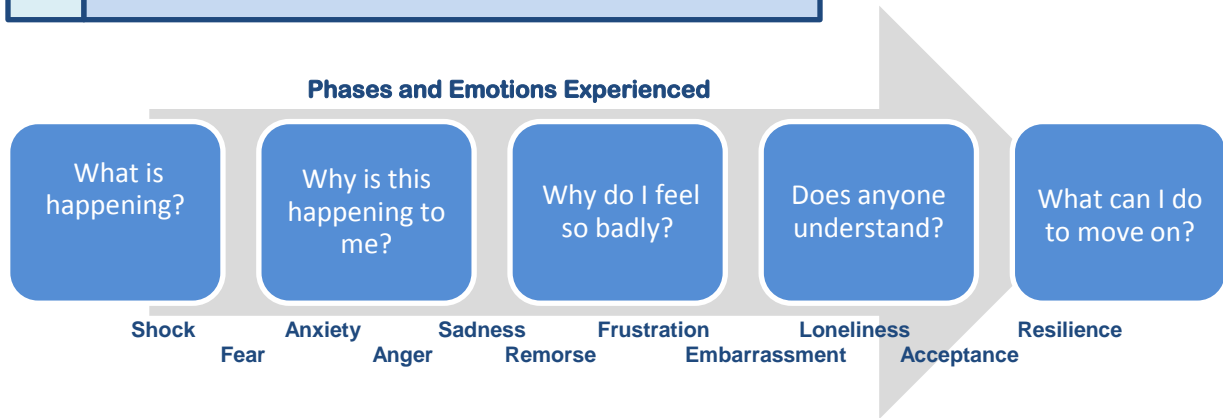 Phases and Emotions Experienced
What is
happening?
Why is this
happening to
me?
Why do I feel
so badly?
Does anyone
understand?
What can I do
to move on?
Shock Anxiety Sadness Frustration Loneliness Resilience
Fear Anger Remorse Embarrassment Acceptance